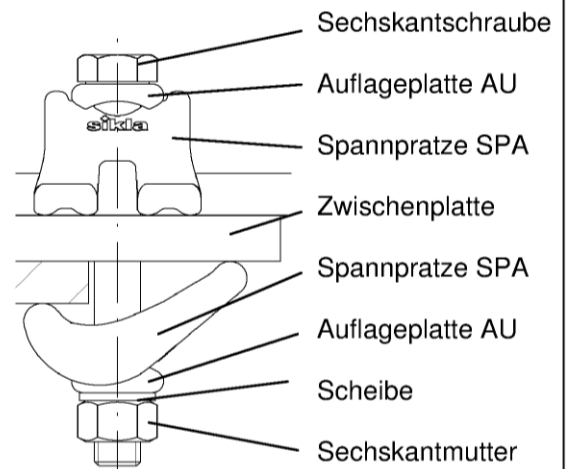 Sechskantschraube
Auflageplatte AU
sikla
Spannpratze SPA
Zwischenplatte
Spannpratze SPA
Auflageplatte AU
Scheibe
Sechskantmutter